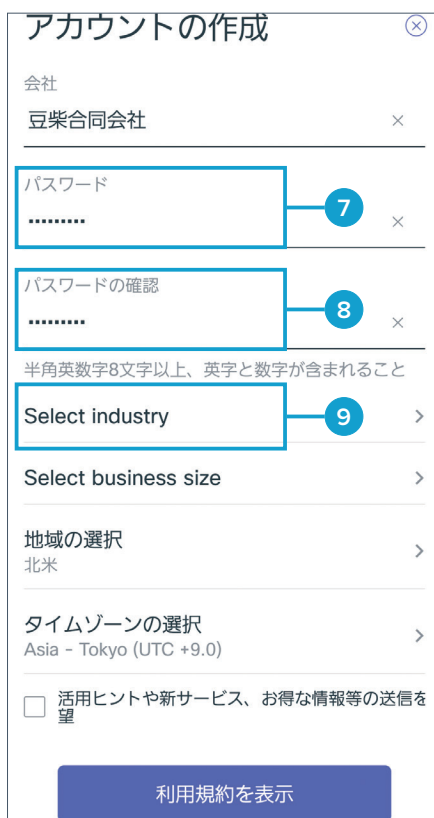 アカウントの作成
会社
豆柴合同会社
パスワード
•••••••••
7
パスワードの確認
•••••••••
8
半角英数字8文字以上、英字と数字が含まれること
Select industry
9
Select business size
地域の選択
北米
タイムゾーンの選択
Asia - Tokyo (UTC +9.0)
活用ヒントや新サービス、お得な情報等の送信を
望
利用規約を表示